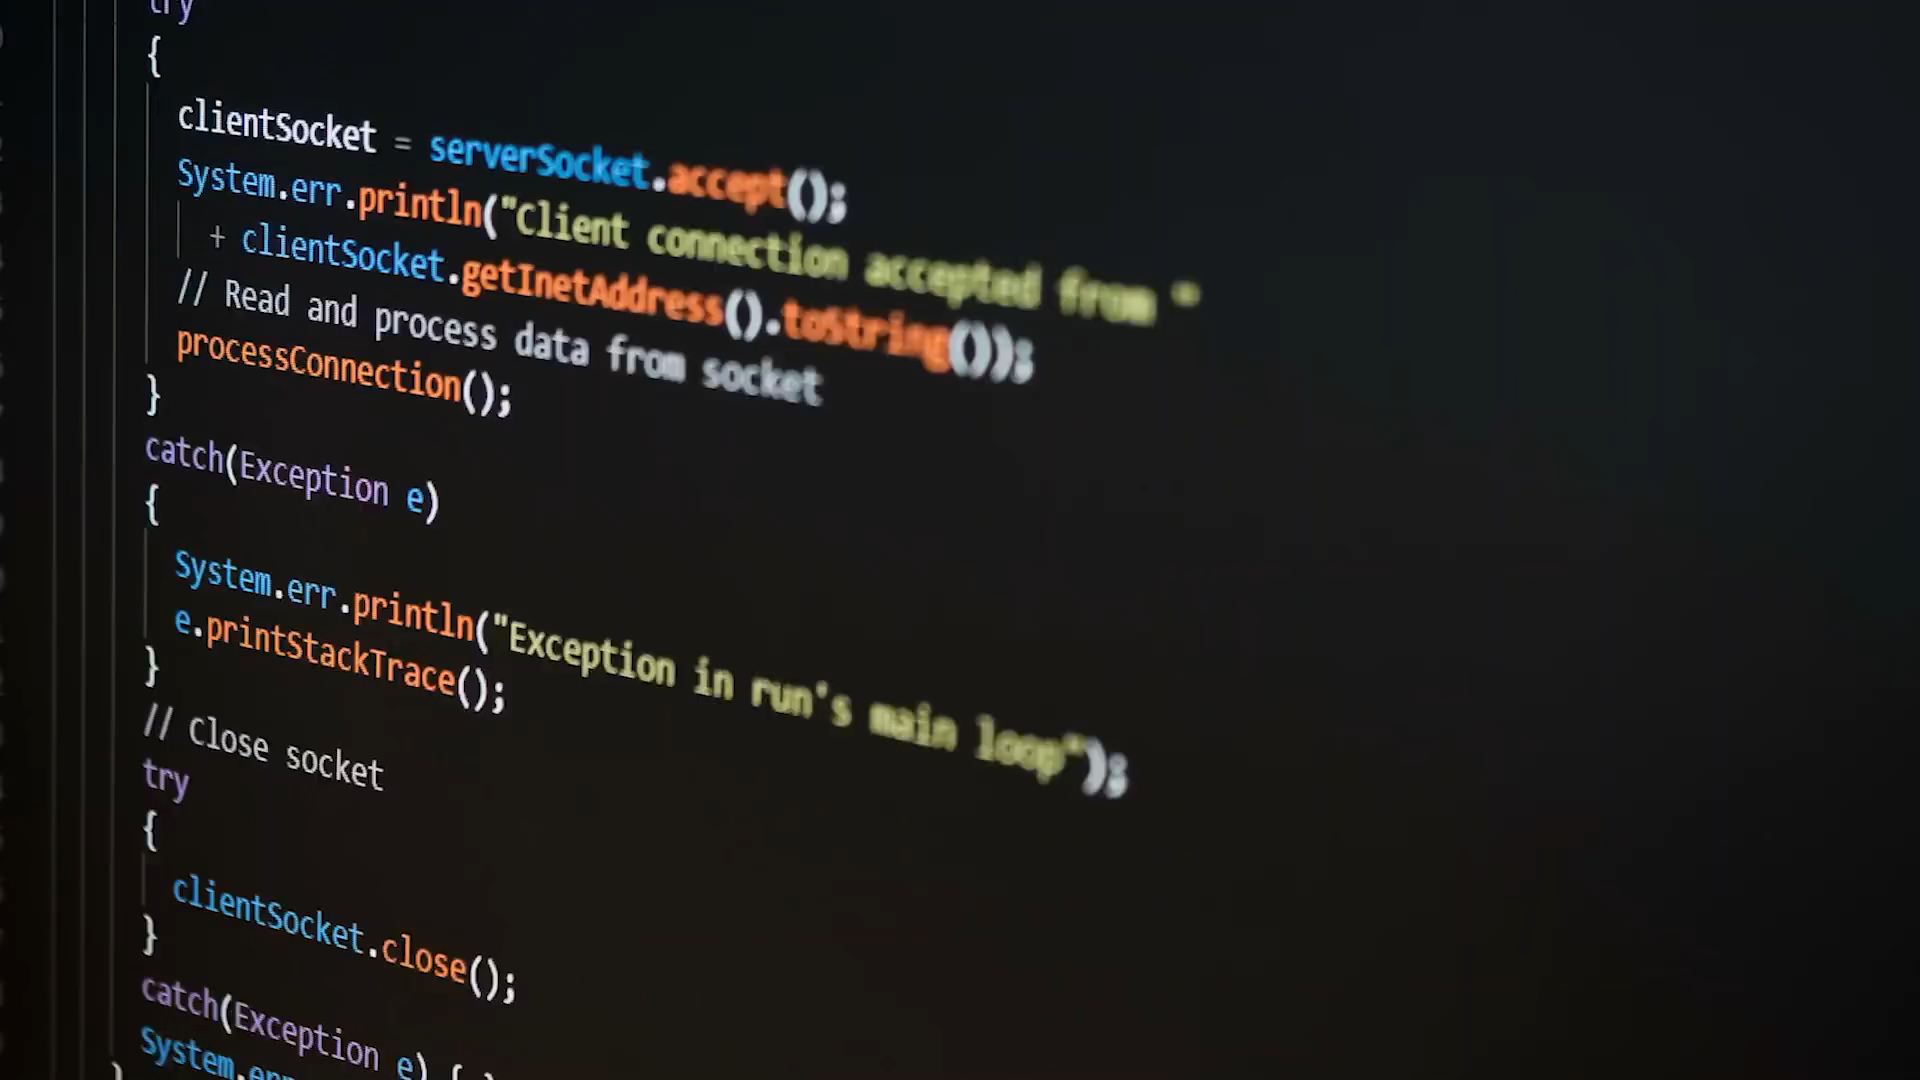 try
{
clientSocket = serverSocket.accept();
System.err.println("Client connection accepted from "
+ clientSocket.getInetAddress().toString());
// Read and process data from socket
processConnection();
}
catch(Exception e)
{
System.err.println("Exception in run's main loop");
e.printStackTrace();
}
// Close socket
try
{
clientSocket.close();
}
catch(Exception e) { }
System.err
}